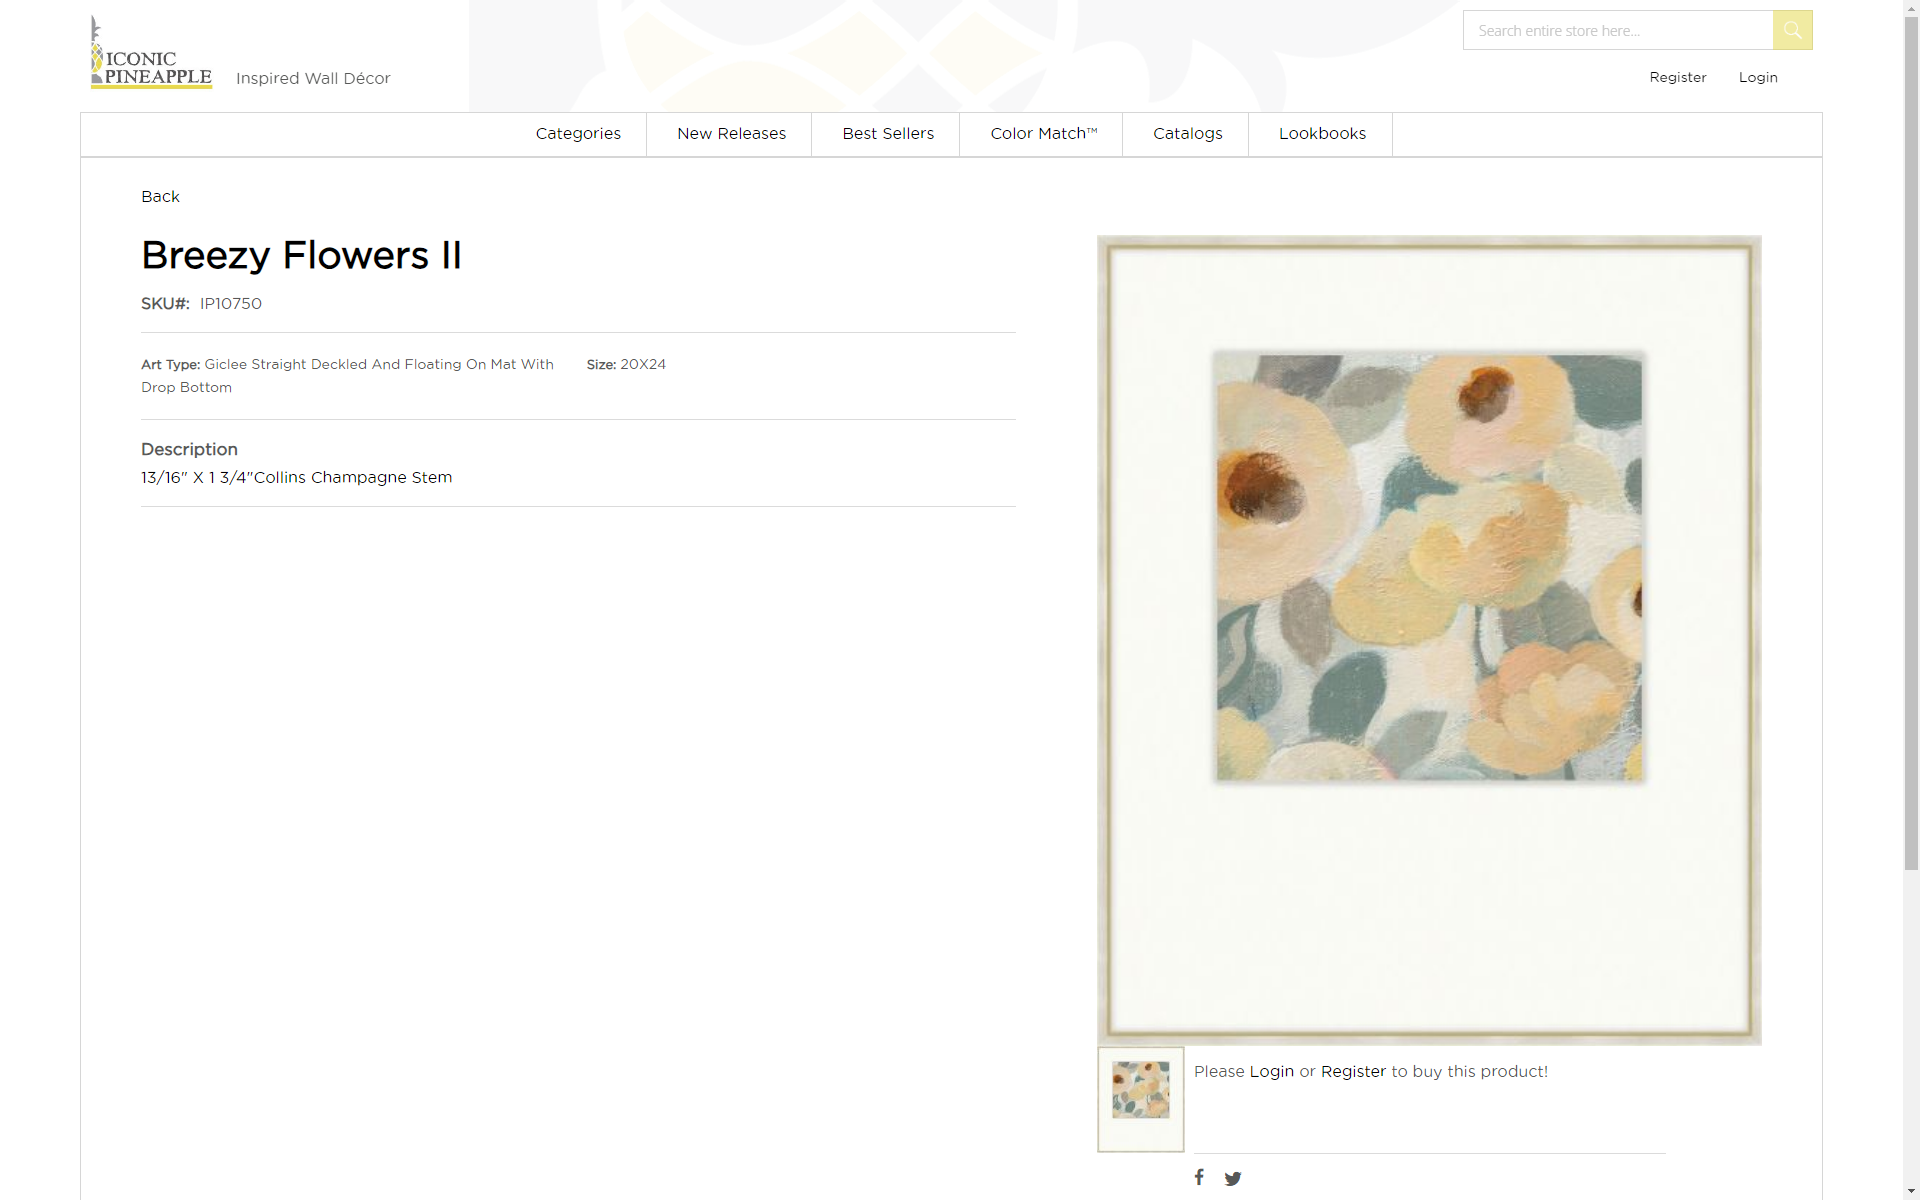 ICONIC
PINEAPPLE
Inspired Wall Décor
Search entire store here...
Register
Login
Categories
New Releases
Best Sellers
Color Match™
Catalogs
Lookbooks
Back
Breezy Flowers II
SKU#: IP10750
Art Type: Giclee Straight Deckled And Floating On Mat With
Drop Bottom
Size: 20X24
Description
13/16" X 1 3/4"Collins Champagne Stem
Please Login or Register to buy this product!